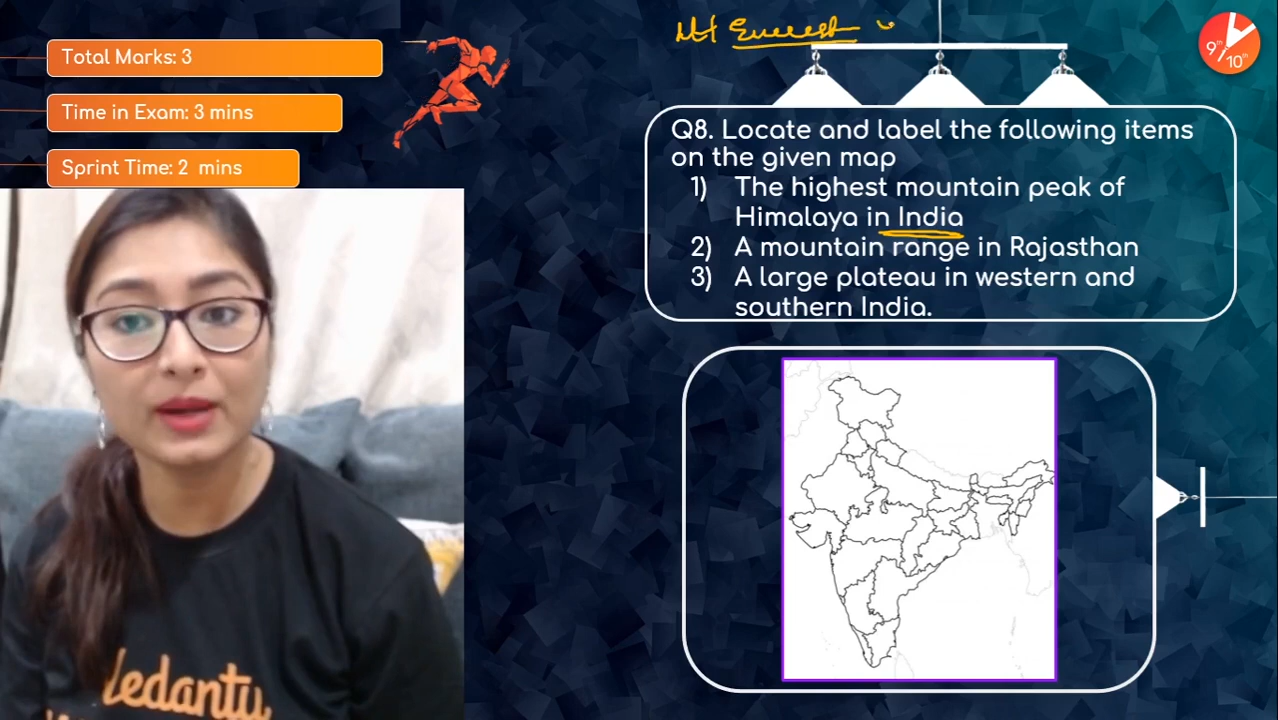 Total Marks: 3
Time in Exam: 3 mins
Sprint Time: 2 mins
Mt Everest
9th
10th
Q8. Locate and label the following items
on the given map
1) The highest mountain peak of
Himalaya in India
2) A mountain range in Rajasthan
3) A large plateau in western and
southern India.
Vedantu